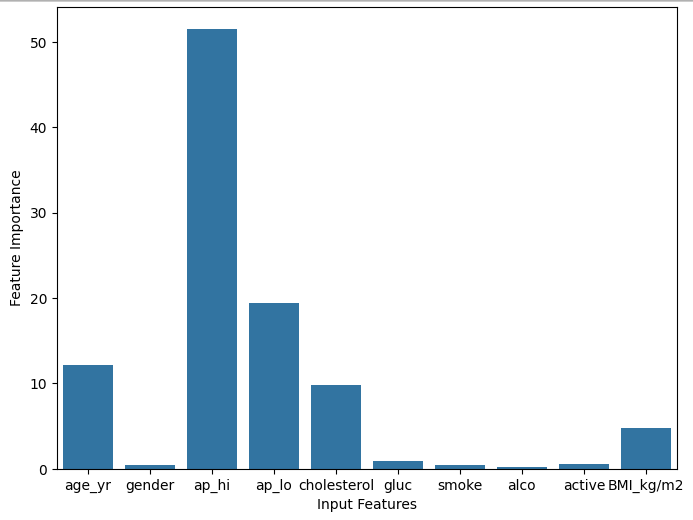 Feature Importance
50
40
30
20
10
0
age_yr gender ap_hi ap_lo cholesterol gluc smoke alco active BMI_kg/m2
Input Features